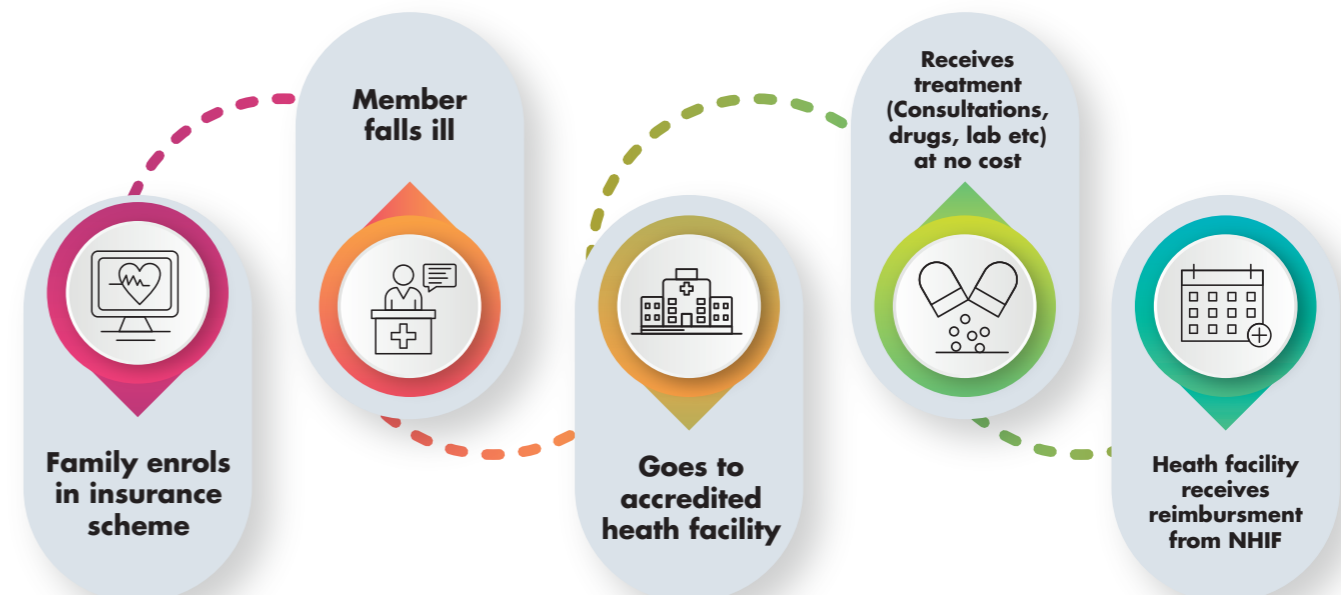 Family enrols
in insurance
scheme
Member
falls ill
Goes to
accredited
heath facility
Receives
treatment
(Consultations,
drugs, lab etc)
at no cost
Heath facility
receives
reimbursment
from NHIF